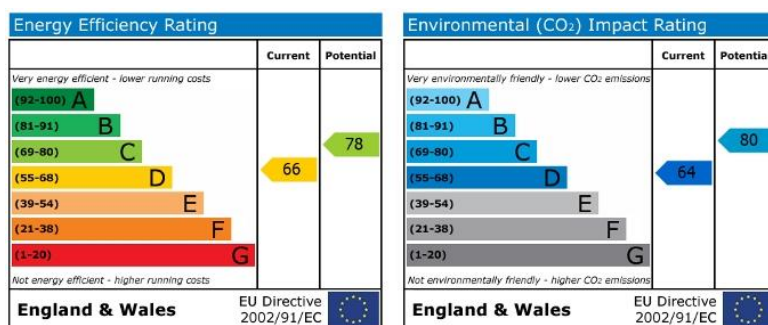 Energy Efficiency Rating
Current Potential
Very energy efficient - lower running costs
(92-100) A
(81-91) B
(69-80) C
78
(55-68) D
66
(39-54) E
(21-38) F
(1-20) G
Not energy efficient - higher running costs
England & Wales
EU Directive
2002/91/EC
Environmental (CO₂) Impact Rating
Current Potential
Very environmentally friendly - lower CO₂ emissions
(92-100) A
(81-91) B
80
(69-80) C
(55-68) D
64
(39-54) E
(21-38) F
(1-20) G
Not environmentally friendly - higher CO₂ emissions
England & Wales
EU Directive
2002/91/EC